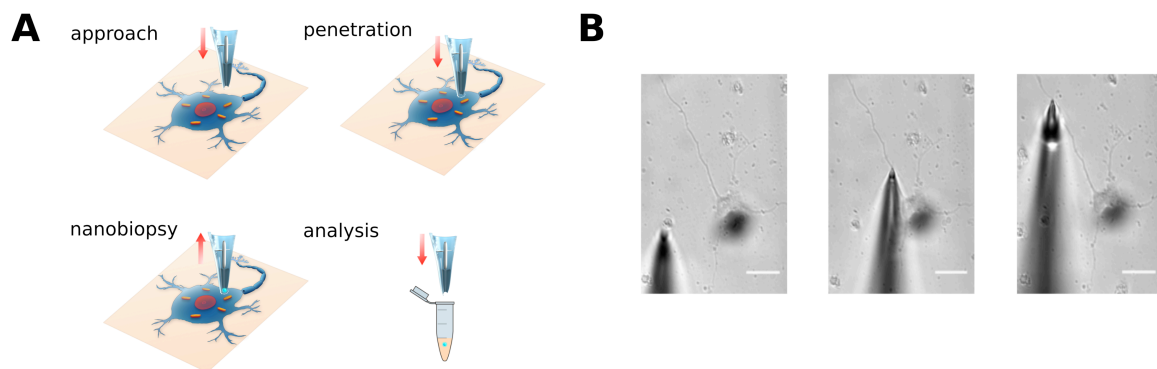 A
approach
penetration
B
nanobiopsy
analysis